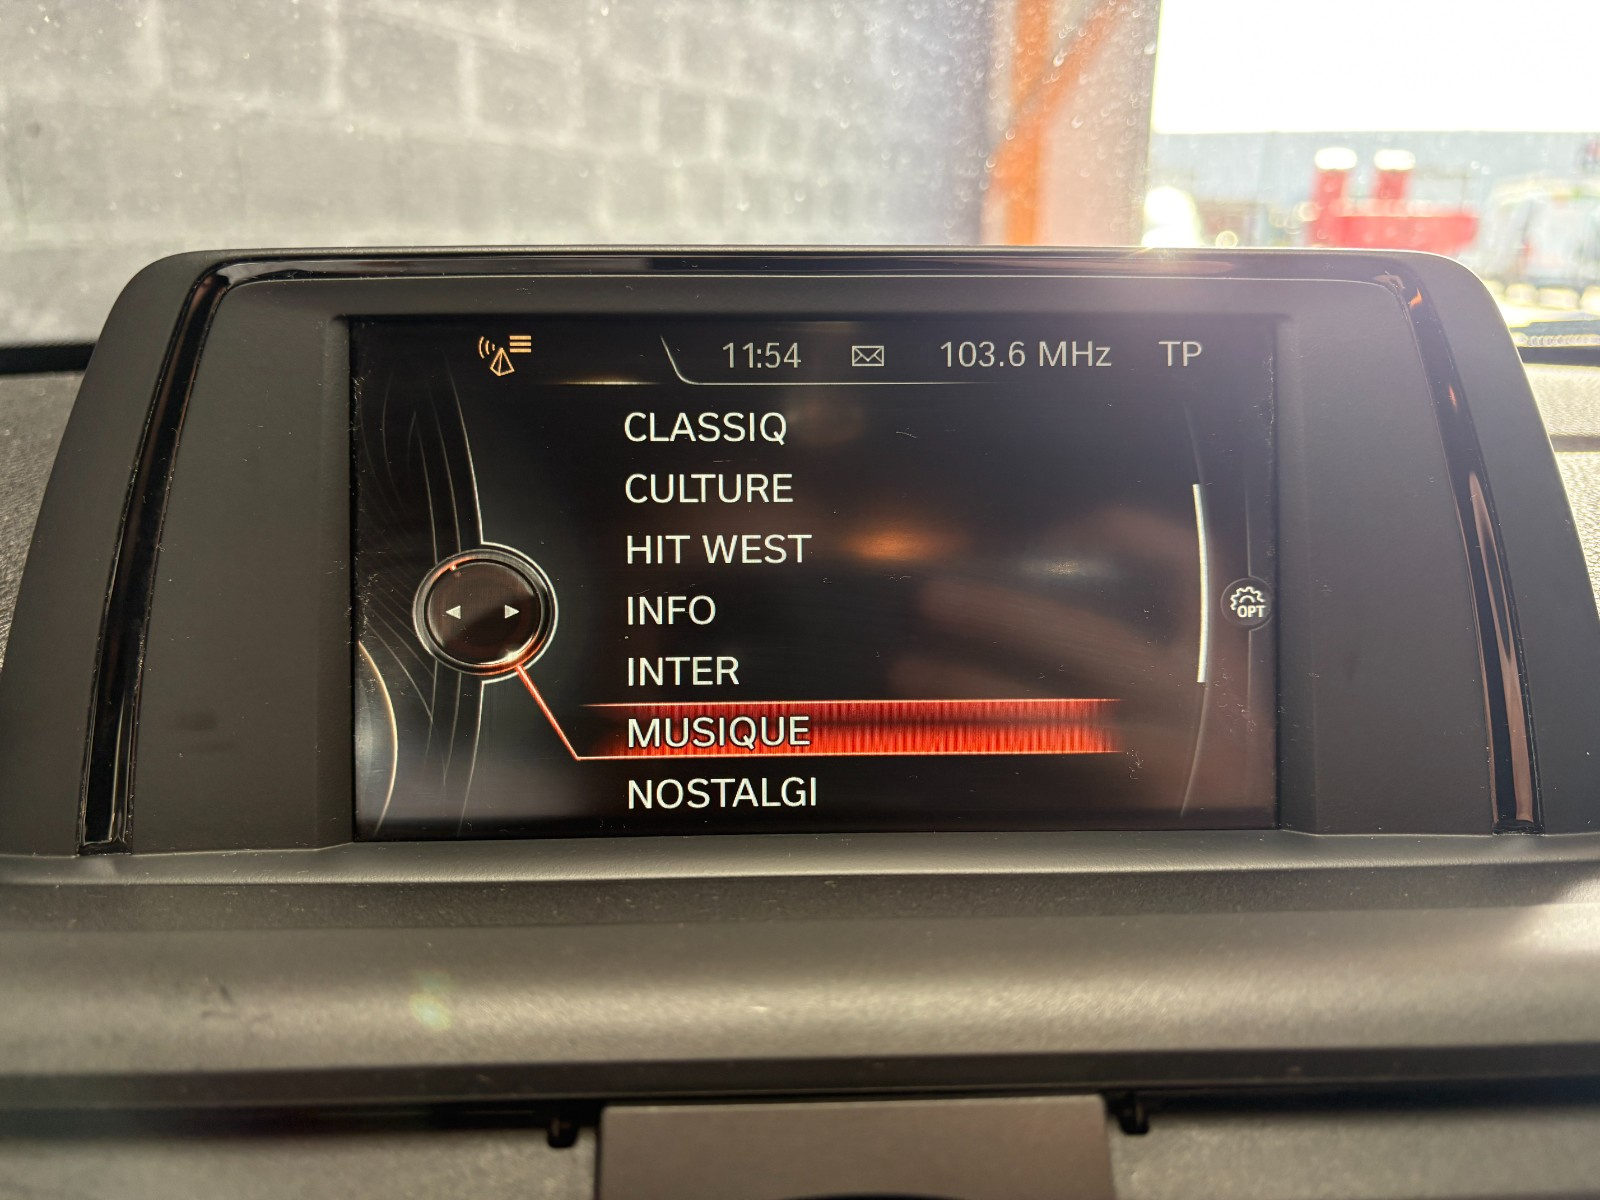 11:54 103.6 MHz TP
CLASSIQ
CULTURE
HIT WEST
INFO
OPT
INTER
MUSIQUE
NOSTALGI